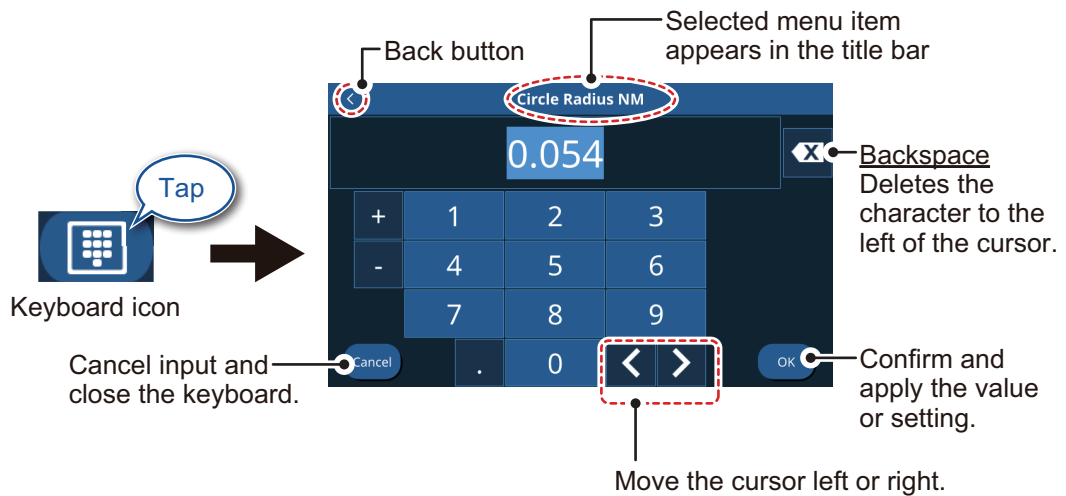 Selected menu item
appears in the title bar
Back button
Circle Radius NM
0.054
X
Backspace
Deletes the
character to the
left of the cursor.
Tap
Keyboard icon
+ 1 2 3
- 4 5 6
7 8 9
Cancel . 0 < > OK
Cancel input and
close the keyboard.
Confirm and
apply the value
or setting.
Move the cursor left or right.